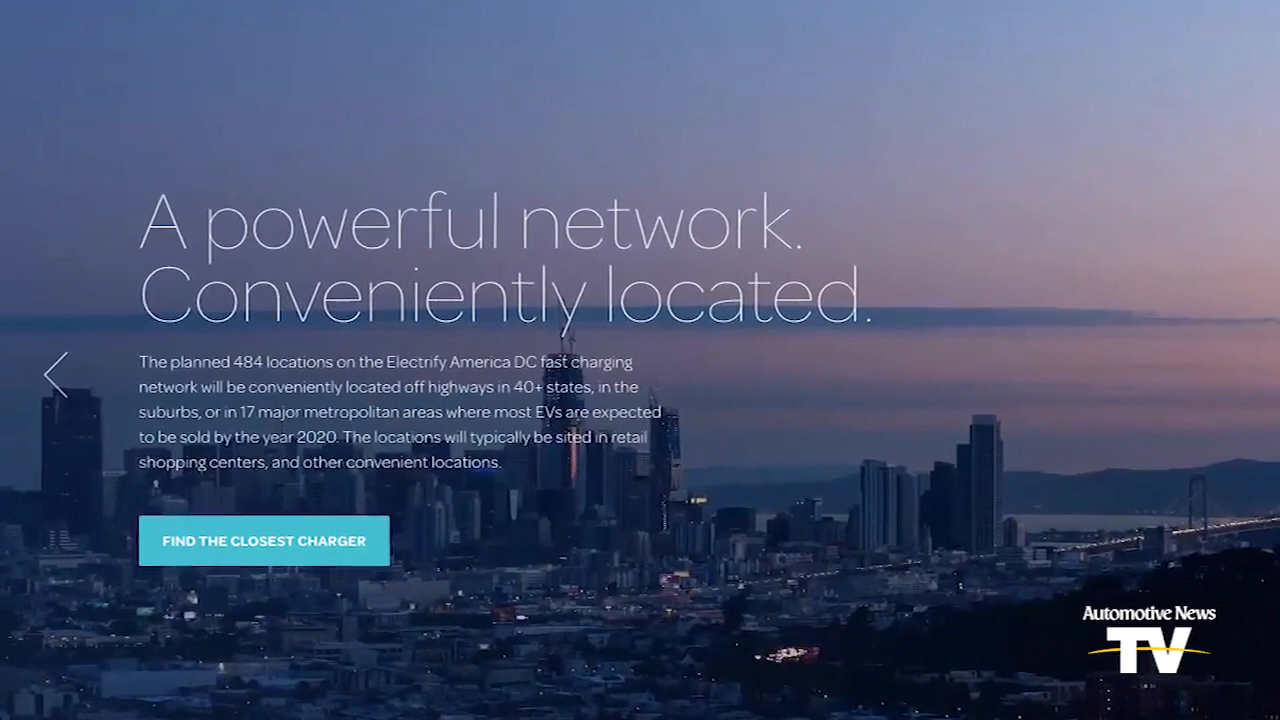 A powerful network.
Conveniently located.
The planned 484 locations on the Electrify America DC fast charging
network will be conveniently located off highways in 40+ states, in the
suburbs, or in 17 major metropolitan areas where most EVs are expected
to be sold by the year 2020. The locations will typically be sited in retail
shopping centers, and other convenient locations.
FIND THE CLOSEST CHARGER
Automotive News
TV